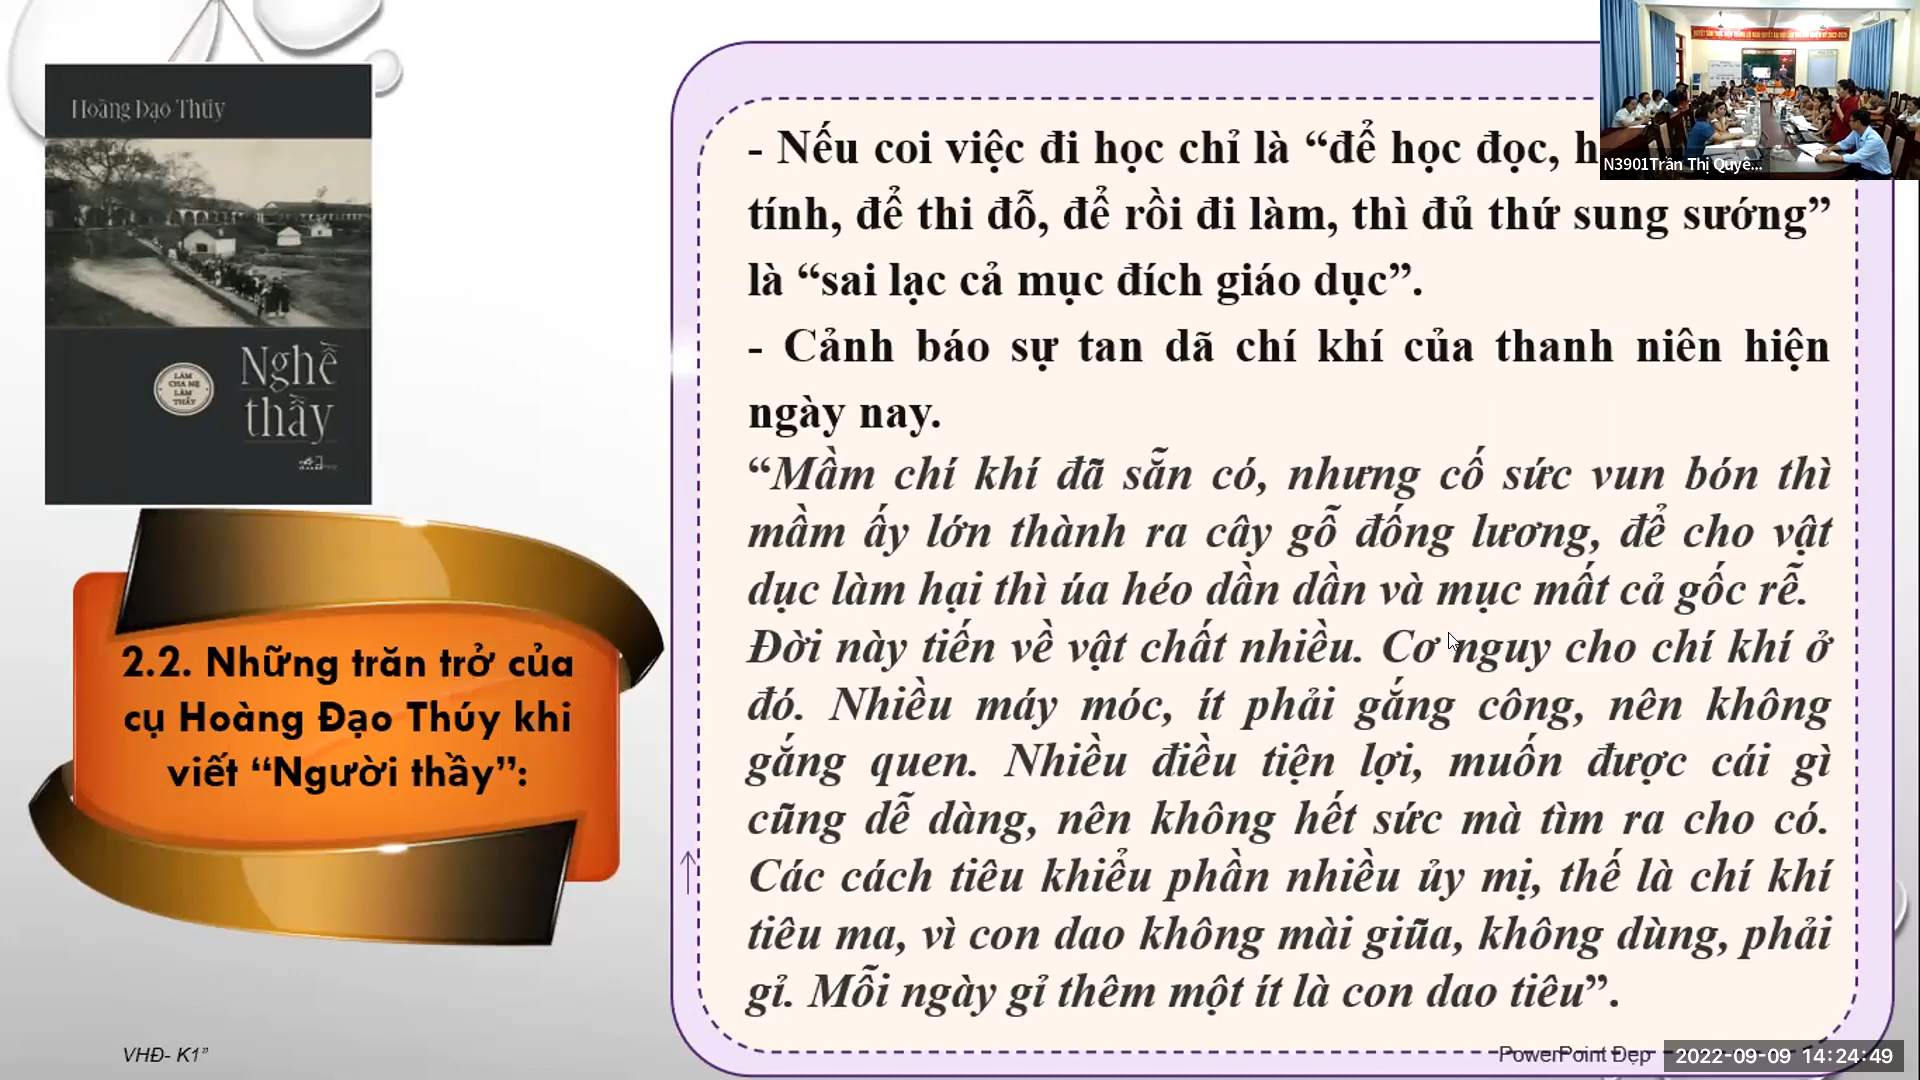 Hoàng Đạo Thúy
LÀM
CHA MẸ
LÀM
THẦY
Nghề
thầy
2.2. Những trăn trở của
cụ Hoàng Đạo Thúy khi
viết “Người thầy”:
VHĐ- K1”
- Nếu coi việc đi học chỉ là “để học đọc, h
tính, để thi đỗ, để rồi đi làm, thì đủ thứ sung sướng”
là “sai lạc cả mục đích giáo dục”.
- Cảnh báo sự tan dã chí khí của thanh niên hiện
ngày nay.
“Mầm chí khí đã sẵn có, nhưng cố sức vun bón thì
mầm ấy lớn thành ra cây gỗ đống lương, để cho vật
dục làm hại thì úa héo dần dần và mục mất cả gốc rễ.
Đời này tiến về vật chất nhiều. Cơ nguy cho chí khí ở
đó. Nhiều máy móc, ít phải gắng công, nên không
gắng quen. Nhiều điều tiện lợi, muốn được cái gì
cũng dễ dàng, nên không hết sức mà tìm ra cho có.
Các cách tiêu khiển phần nhiều ủy mị, thế là chí khí
tiêu ma, vì con dao không mài giũa, không dùng, phải
gỉ. Mỗi ngày gỉ thêm một ít là con dao tiêu”.
N3901Trần Thị Quyê...
PowerPoint Đẹp
2022-09-09 14:24:49